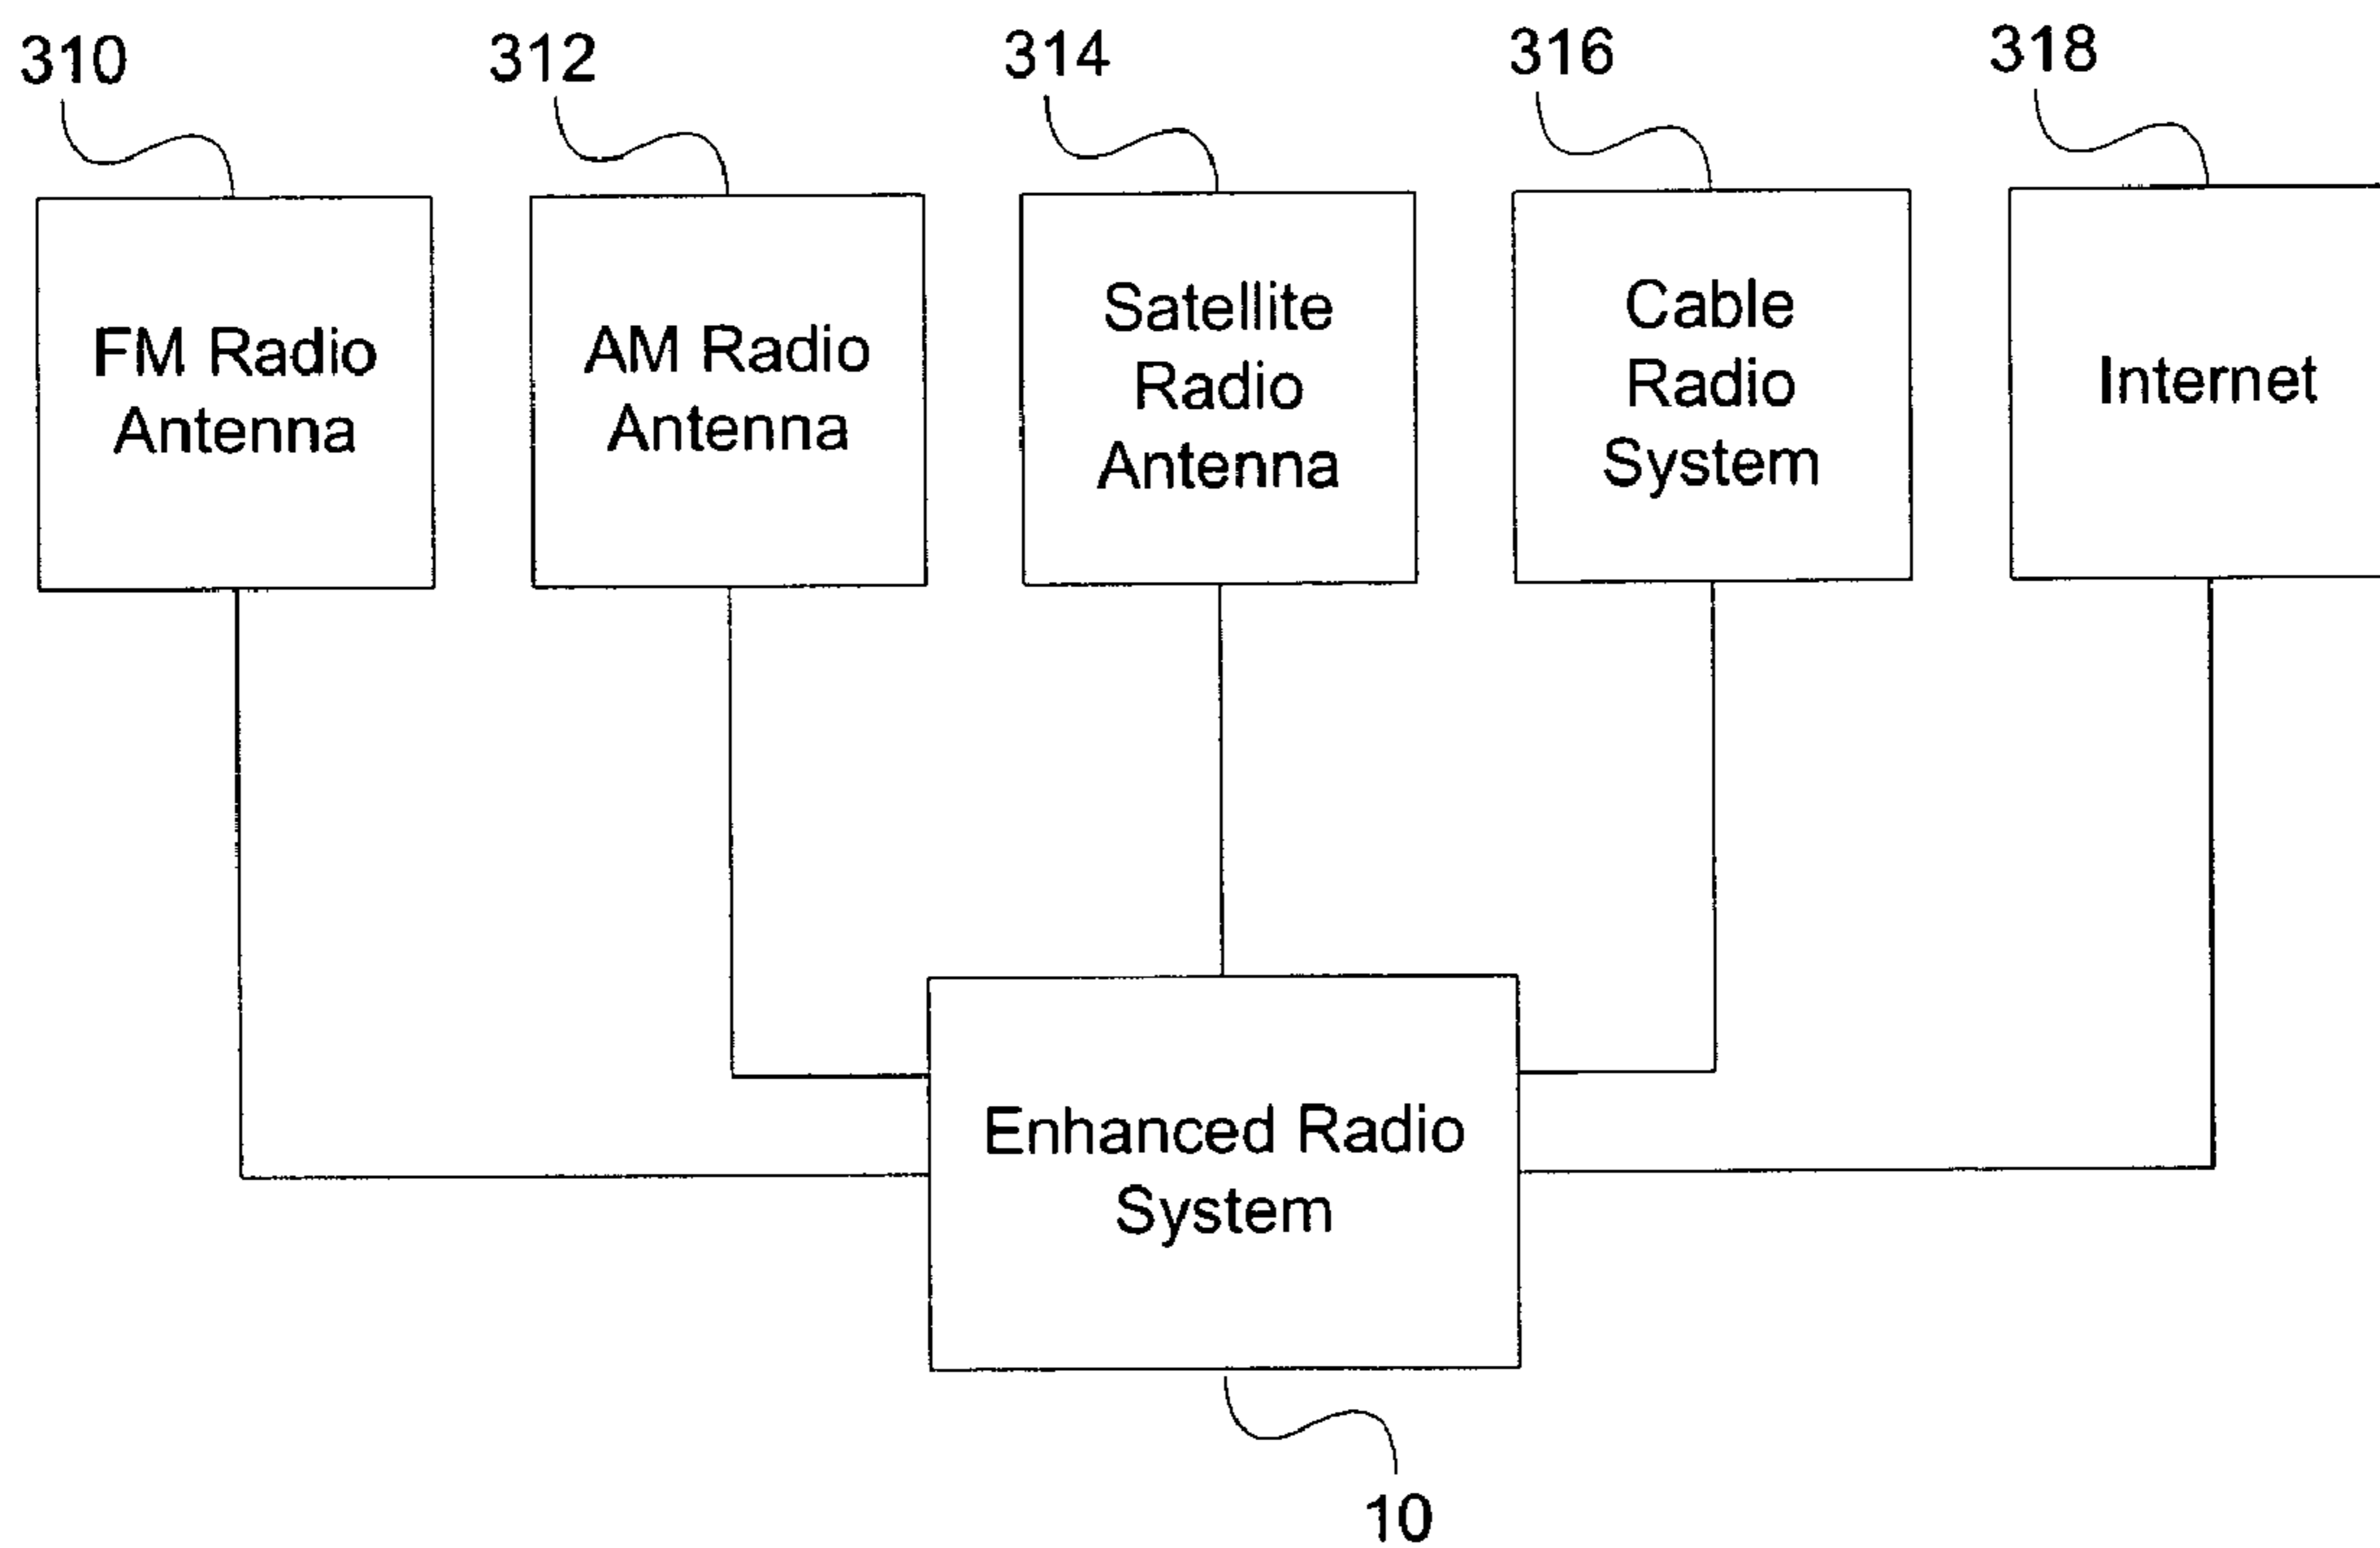 310
312
314
316
318
FM Radio
Antenna
AM Radio
Antenna
Satellite
Radio
Antenna
Cable
Radio
System
Internet
Enhanced Radio
System
10